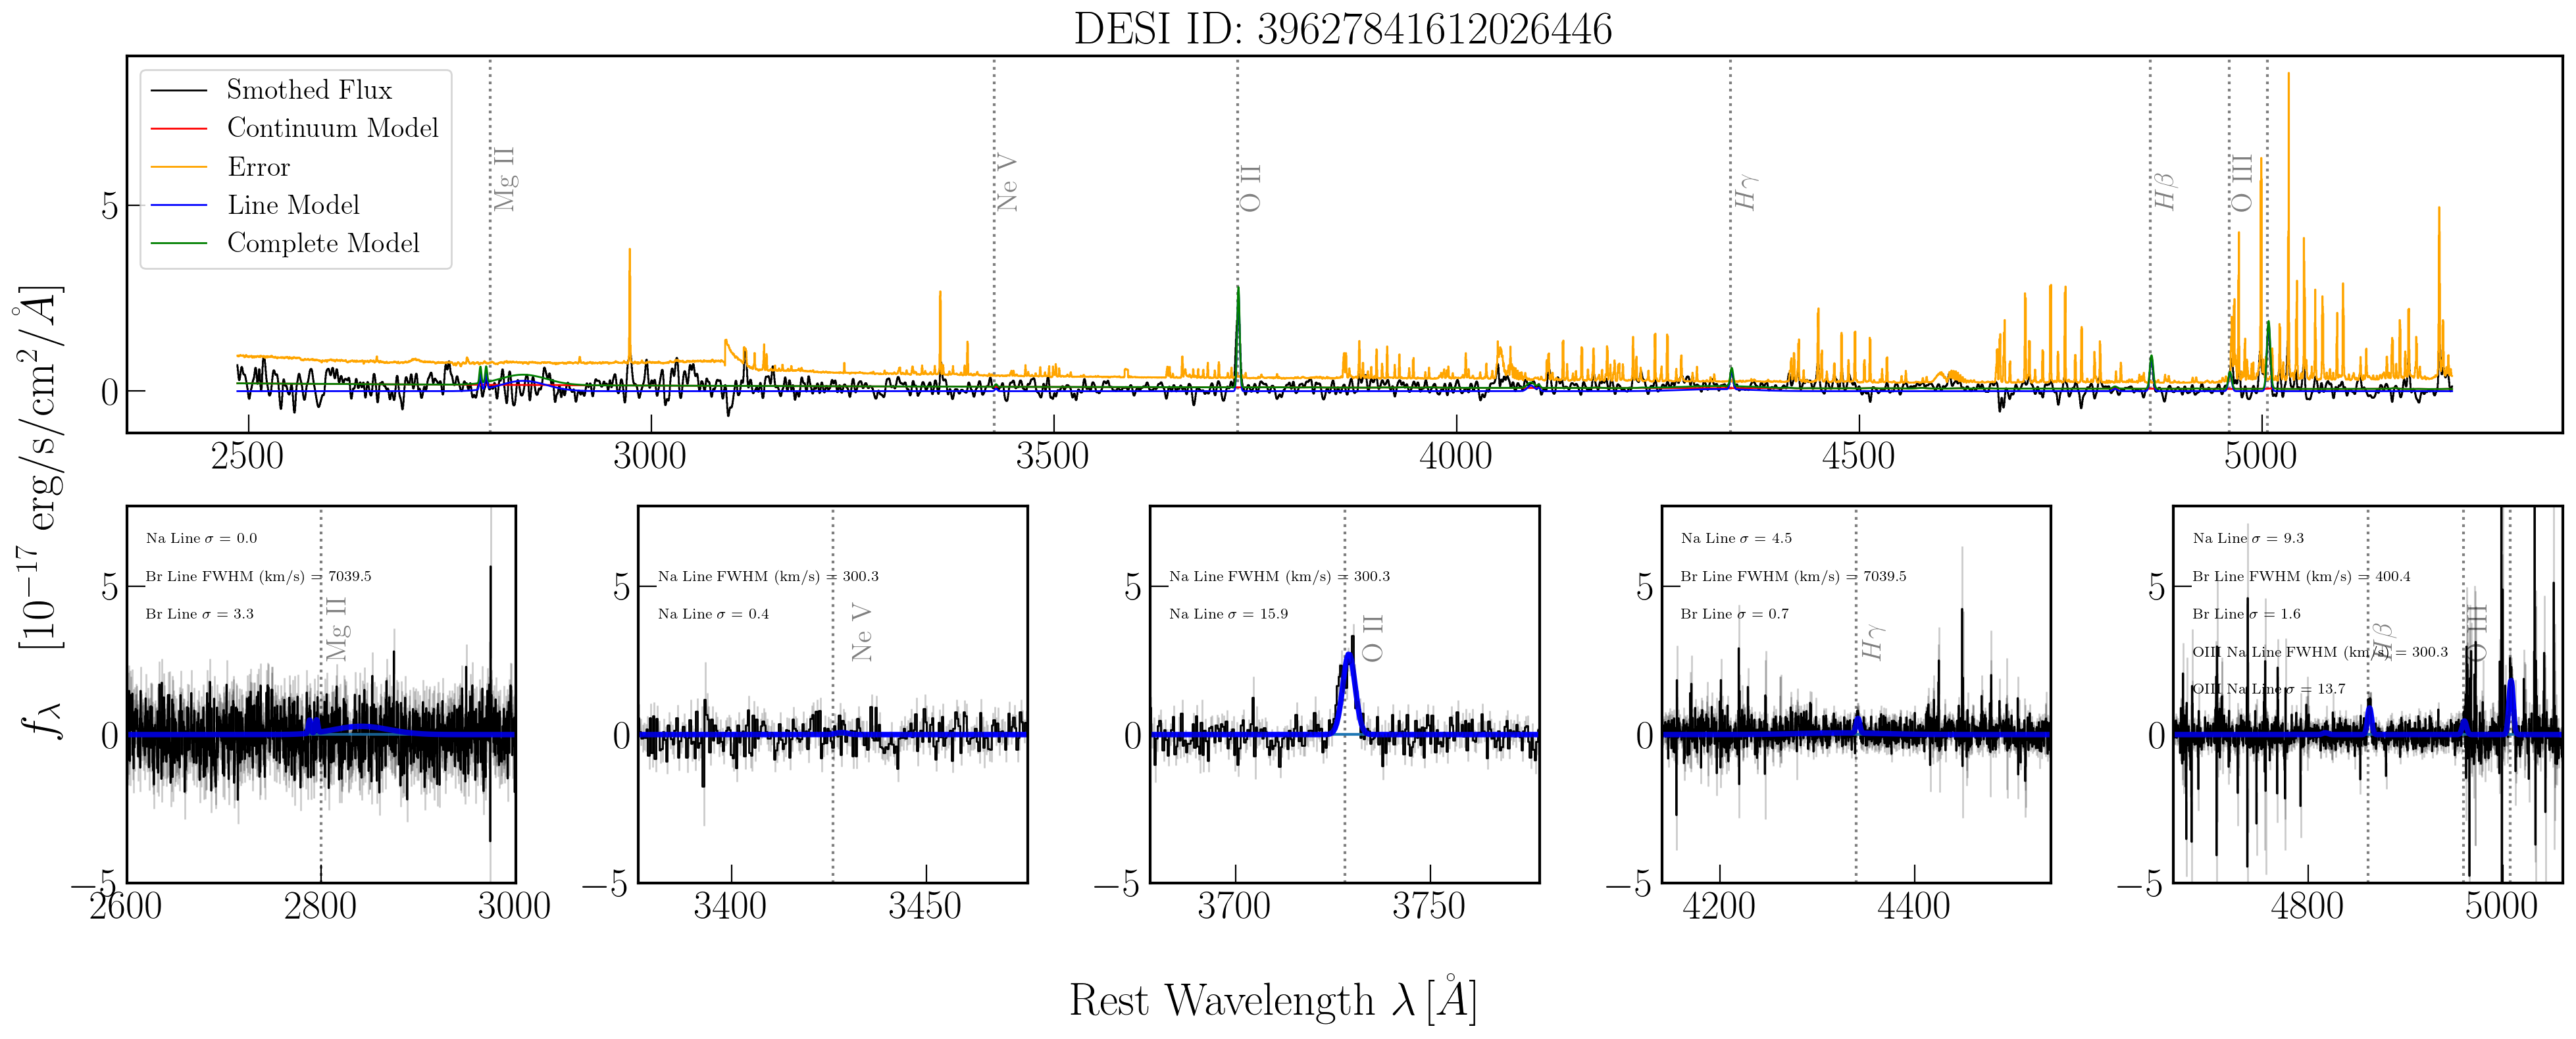 DESI ID: 39627841612026446
Smothed Flux
Continuum Model
Error
Line Model
Complete Model
Mg II
Ne V
O II
Hγ
Hβ
O III
5
0
2500 3000 3500 4000 4500 5000
f_λ [10^{-17} erg/s/cm^2/Å]
Na Line σ = 0.0
Br Line FWHM (km/s) = 7039.5
Br Line σ = 3.3
Mg II
5
0
−5
2600 2800 3000
Na Line FWHM (km/s) = 300.3
Na Line σ = 0.4
Ne V
5
0
−5
3400 3450
Na Line FWHM (km/s) = 300.3
Na Line σ = 15.9
O II
5
0
−5
3700 3750
Na Line σ = 4.5
Br Line FWHM (km/s) = 7039.5
Br Line σ = 0.7
Hγ
5
0
−5
4200 4400
Na Line σ = 9.3
Br Line FWHM (km/s) = 400.4
Br Line σ = 1.6
OIII Na Line FWHM (km/s) = 300.3
OIII Na Line σ = 13.7
Hβ
O III
5
0
−5
4800 5000
Rest Wavelength λ [Å]